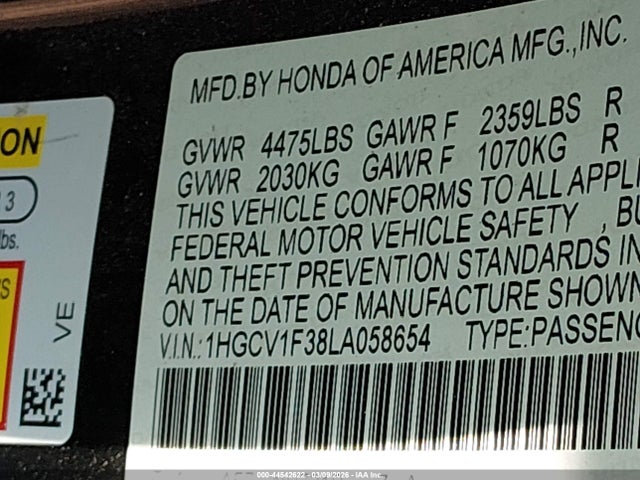 MFD.BY HONDA OF AMERICA MFG.,INC.
GVWR 4475LBS GAWR F 2359LBS R
GVWR 2030KG GAWR F 1070KG R
THIS VEHICLE CONFORMS TO ALL APPLI
FEDERAL MOTOR VEHICLE SAFETY , BU
AND THEFT PREVENTION STANDARDS IN
ON THE DATE OF MANUFACTURE SHOWN
V.I.N.:1HGCV1F38LA058654 TYPE:PASSENG
ION
3
lbs.
S
VE
000-44542622 - 03/09/2026 - IAA Inc.